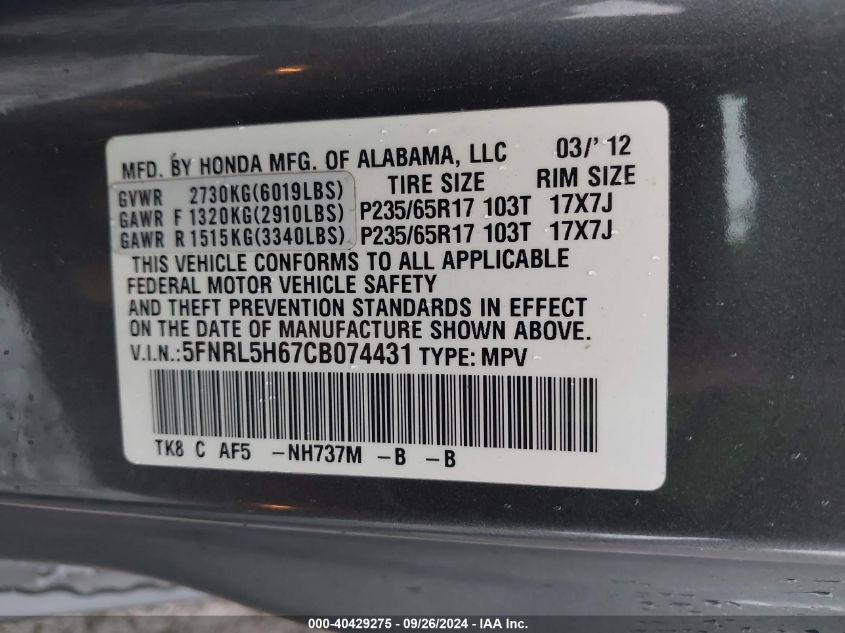 MFD. BY HONDA MFG. OF ALABAMA, LLC 03/'12
TIRE SIZE RIM SIZE
GVWR 2730KG(6019LBS)
GAWR F 1320KG(2910LBS) P235/65R17 103T 17X7J
GAWR R 1515KG(3340LBS) P235/65R17 103T 17X7J
THIS VEHICLE CONFORMS TO ALL APPLICABLE
FEDERAL MOTOR VEHICLE SAFETY
AND THEFT PREVENTION STANDARDS IN EFFECT
ON THE DATE OF MANUFACTURE SHOWN ABOVE.
V.I.N.:5FNRL5H67CB074431 TYPE: MPV
TK8 C AF5 -NH737M -B -B
000-40429275 - 09/26/2024 - IAA Inc.